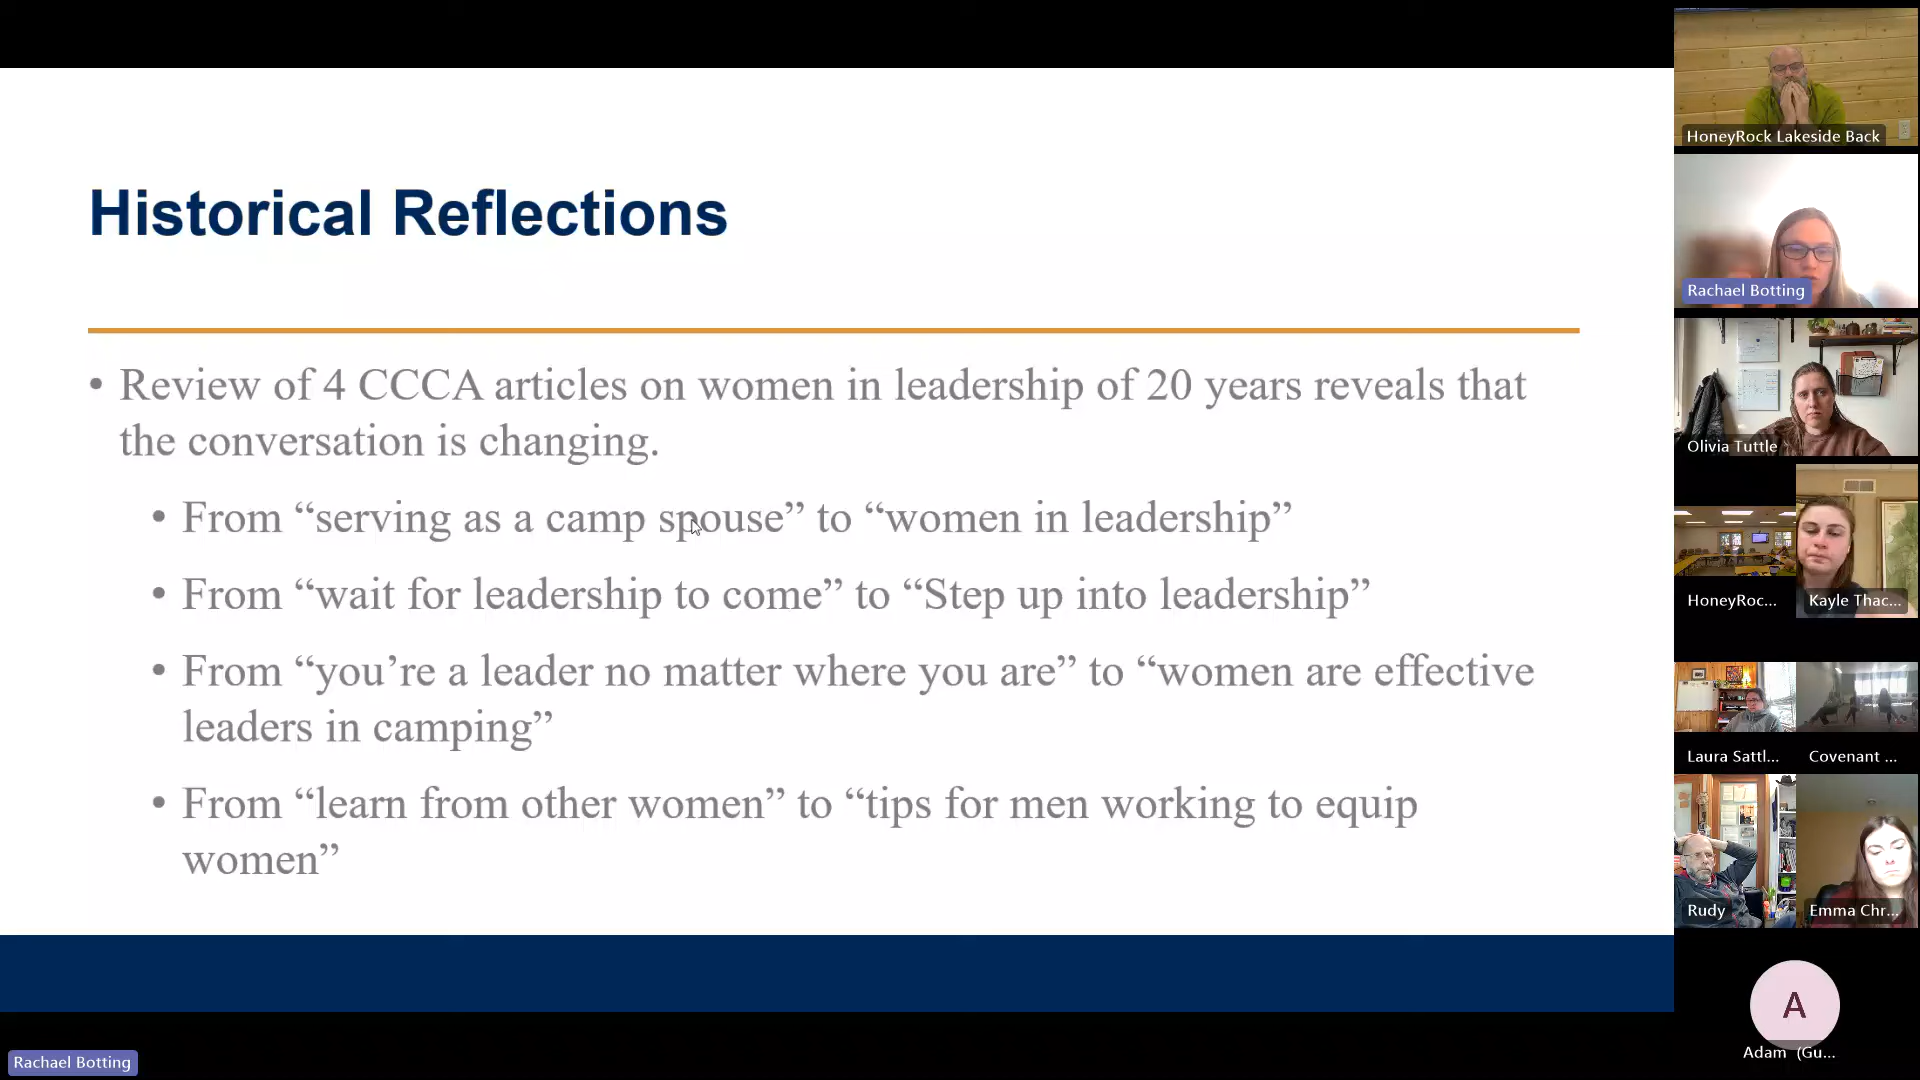 Historical Reflections
• Review of 4 CCCA articles on women in leadership of 20 years reveals that
the conversation is changing.
• From “serving as a camp spouse” to “women in leadership”
• From “wait for leadership to come” to “Step up into leadership”
• From “you’re a leader no matter where you are” to “women are effective
leaders in camping”
• From “learn from other women” to “tips for men working to equip
women”
Rachael Botting
HoneyRock Lakeside Back
Rachael Botting
Olivia Tuttle
HoneyRoc...
Kayle Thac...
Laura Sattl...
Covenant ...
Rudy
Emma Chr...
A
Adam (Gu...